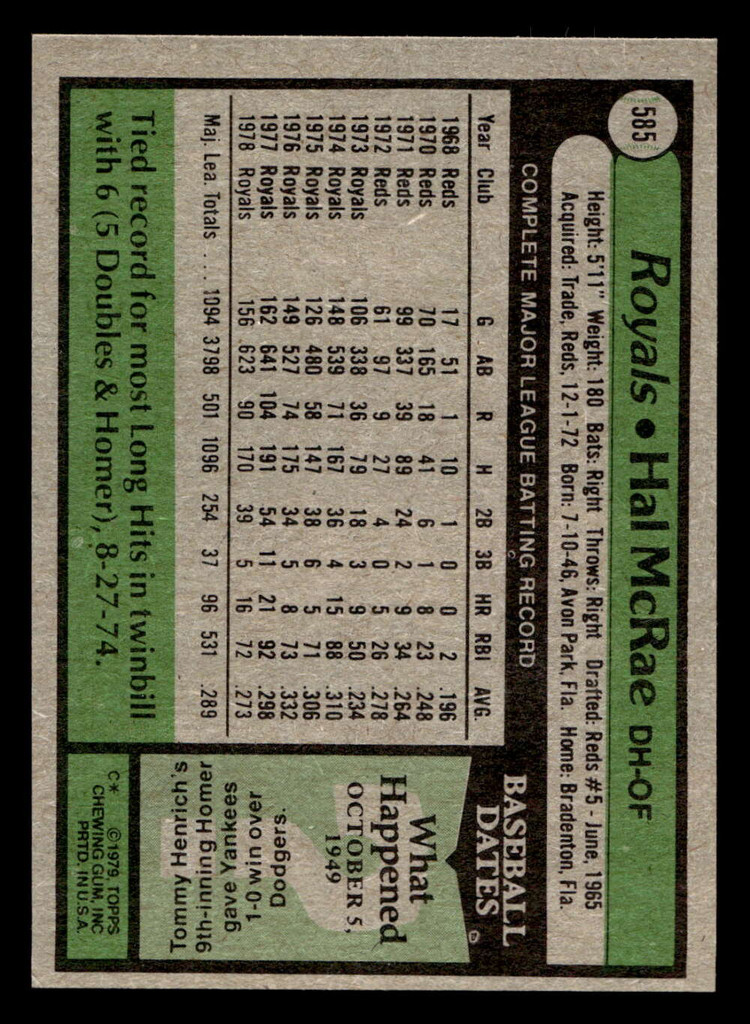 585
Royals • Hal McRae DH-OF
Height: 5'11" Weight: 180 Bats: Right Throws: Right Drafted: Reds #5 - June, 1965
Acquired: Trade, Reds, 12-1-72 Born: 7-10-46, Avon Park, Fla. Home: Bradenton, Fla.
COMPLETE MAJOR LEAGUE BATTING RECORD
Year Club G AB R H 2B 3B HR RBI AVG.
1968 Reds 17 51 1 10 1 0 0 2 .196
1970 Reds 70 165 18 41 6 1 8 23 .248
1971 Reds 99 337 39 89 24 2 9 34 .264
1972 Reds 61 97 9 27 4 0 5 26 .278
1973 Royals 106 338 36 79 18 3 9 50 .234
1974 Royals 148 539 71 167 36 4 15 88 .310
1975 Royals 126 480 58 147 38 6 5 71 .306
1976 Royals 149 527 74 175 34 5 8 73 .332
1977 Royals 162 641 104 191 54 11 21 92 .298
1978 Royals 156 623 90 170 39 5 16 72 .273
Maj. Lea. Totals . . . 1094 3798 501 1096 254 37 96 531 .289
Tied record for most Long Hits in twinbill
with 6 (5 Doubles & Homer), 8-27-74.
BASEBALL
DATES
What
Happened
OCTOBER 5,
1949
Tommy Henrich's
9th-inning Homer
gave Yankees
1-0 win over
Dodgers.
C* ©1979, TOPPS
CHEWING GUM, INC
PRTD. IN U.S.A.